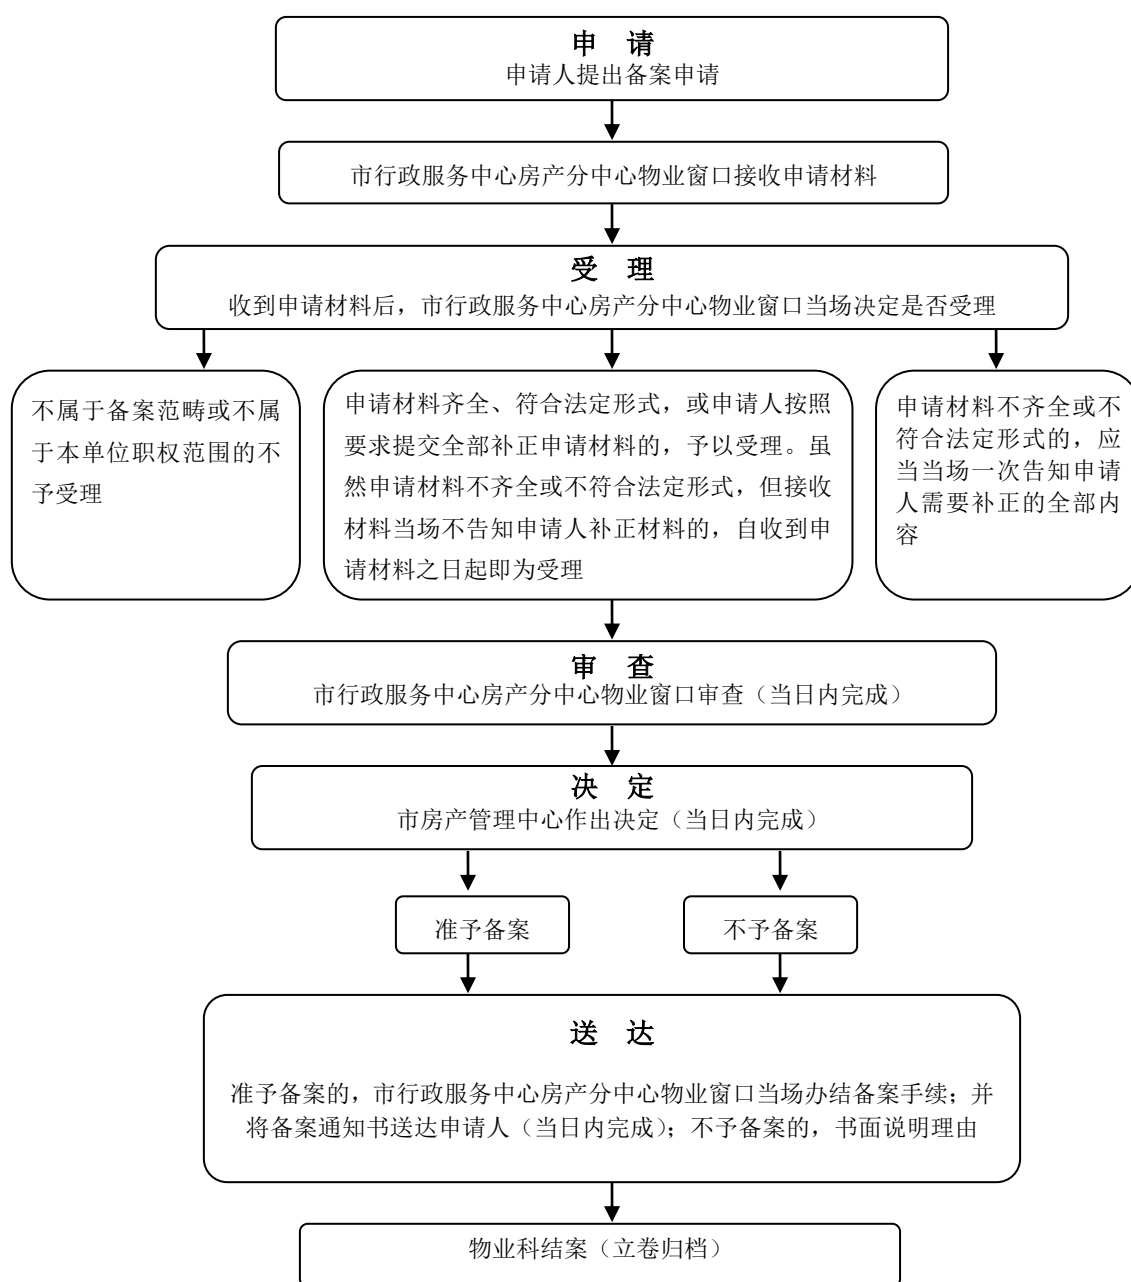 申 请
申请人提出备案申请
市行政服务中心房产分中心物业窗口接收申请材料
受 理
收到申请材料后，市行政服务中心房产分中心物业窗口当场决定是否受理
不属于备案范畴或不属
于本单位职权范围的不
予受理
申请材料齐全、符合法定形式，或申请人按照
要求提交全部补正申请材料的，予以受理。虽
然申请材料不齐全或不符合法定形式，但接收
材料当场不告知申请人补正材料的，自收到申
请材料之日起即为受理
申请材料不齐全或不
符合法定形式的，应
当当场一次告知申请
人需要补正的全部内
容
审 查
市行政服务中心房产分中心物业窗口审查（当日内完成）
决 定
市房产管理中心作出决定（当日内完成）
准予备案
不予备案
送 达
准予备案的，市行政服务中心房产分中心物业窗口当场办结备案手续；并
将备案通知书送达申请人（当日内完成）；不予备案的，书面说明理由
物业科结案（立卷归档）